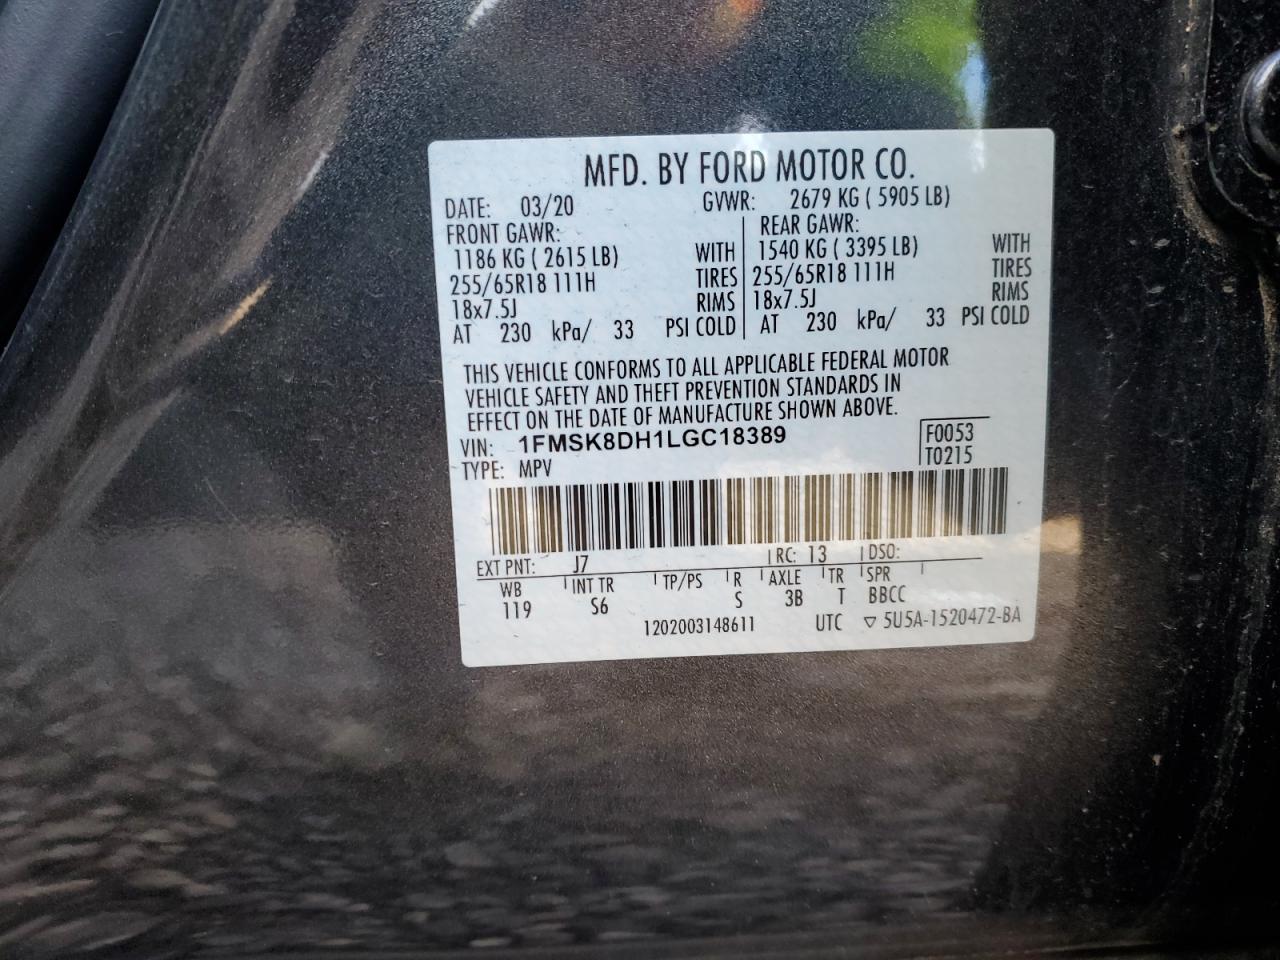 MFD. BY FORD MOTOR CO.
DATE: 03/20 GVWR: 2679 KG ( 5905 LB)
FRONT GAWR: REAR GAWR:
1186 KG ( 2615 LB) WITH 1540 KG ( 3395 LB) WITH
255/65R18 111H TIRES 255/65R18 111H TIRES
18x7.5J RIMS 18x7.5J RIMS
AT 230 kPa/ 33 PSI COLD AT 230 kPa/ 33 PSI COLD
THIS VEHICLE CONFORMS TO ALL APPLICABLE FEDERAL MOTOR
VEHICLE SAFETY AND THEFT PREVENTION STANDARDS IN
EFFECT ON THE DATE OF MANUFACTURE SHOWN ABOVE.
VIN: 1FMSK8DH1LGC18389 F0053
TYPE: MPV T0215
EXT PNT: J7 RC: 13 DSO:
WB INT TR TP/PS R AXLE TR SPR
119 S6 S 3B T BBCC
1202003148611 UTC ▽ 5U5A-1520472-BA